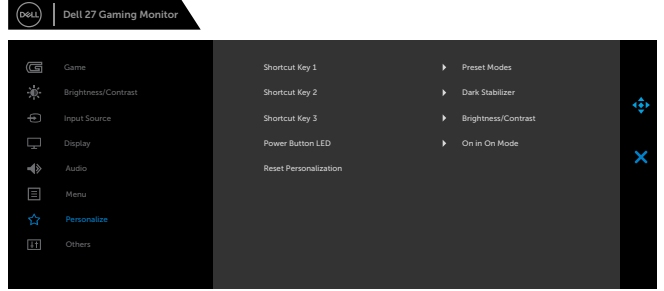 DELL
Dell 27 Gaming Monitor
Game
Shortcut Key 1
Preset Modes
Brightness/Contrast
Shortcut Key 2
Dark Stabilizer
Input Source
Shortcut Key 3
Brightness/Contrast
Display
Power Button LED
On in On Mode
Audio
Reset Personalization
Menu
Personalize
Others